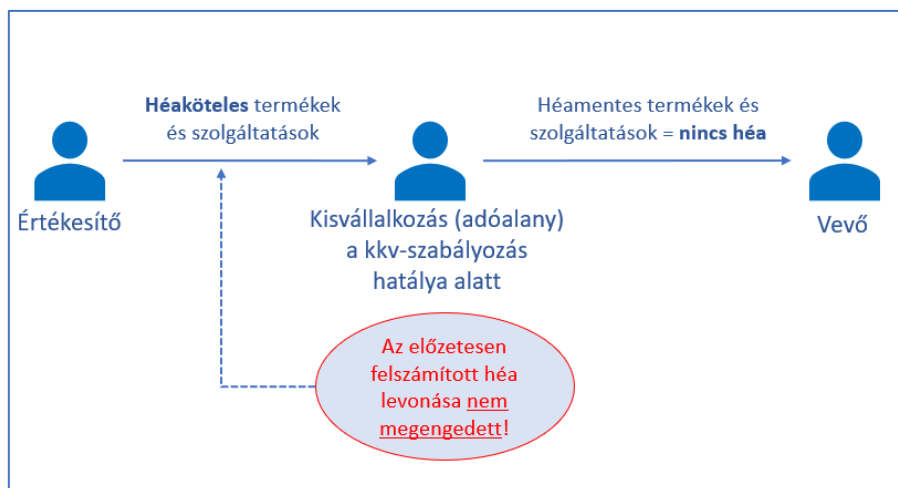 Héaköteles termékek
és szolgáltatások
Héamentes termékek és
szolgáltatások = nincs héa
Értékesítő
Kisvállalkozás (adóalany)
a kkv-szabályozás
hatálya alatt
Vevő
Az előzetesen
felszámított héa
levonása nem
megengedett!